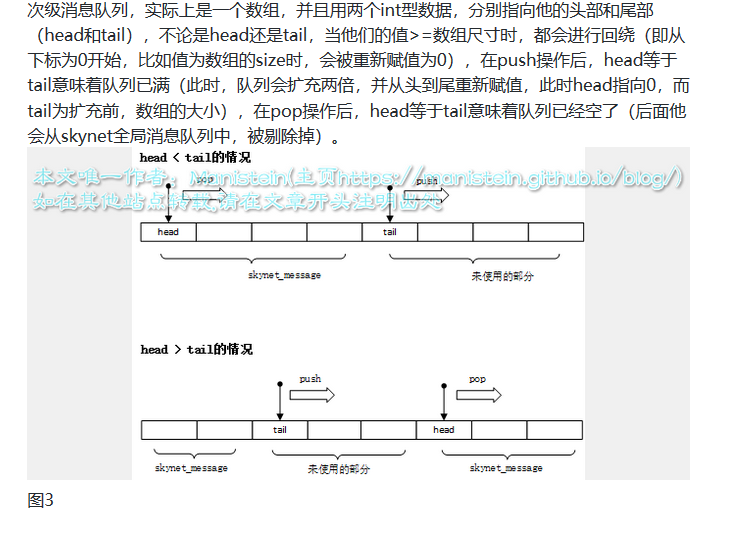 次级消息队列，实际上是一个数组，并且用两个int型数据，分别指向他的头部和尾部
（head和tail），不论是head还是tail，当他们的值>=数组尺寸时，都会进行回绕（即从
下标为0开始，比如值为数组的size时，会被重新赋值为0），在push操作后，head等于
tail意味着队列已满（此时，队列会扩充两倍，并从头到尾重新赋值，此时head指向0，而
tail为扩充前，数组的大小），在pop操作后，head等于tail意味着队列已经空了（后面他
会从skynet全局消息队列中，被剔除掉）。
head < tail的情况
本文唯一作者：Manistein(主页https://manistein.github.io/blog/)
pop
push
如在其他站点转载,请在文章开头注明出处
head
tail
skynet_message
未使用的部分
head > tail的情况
push
pop
tail
head
skynet_message
未使用的部分
skynet_message
图3